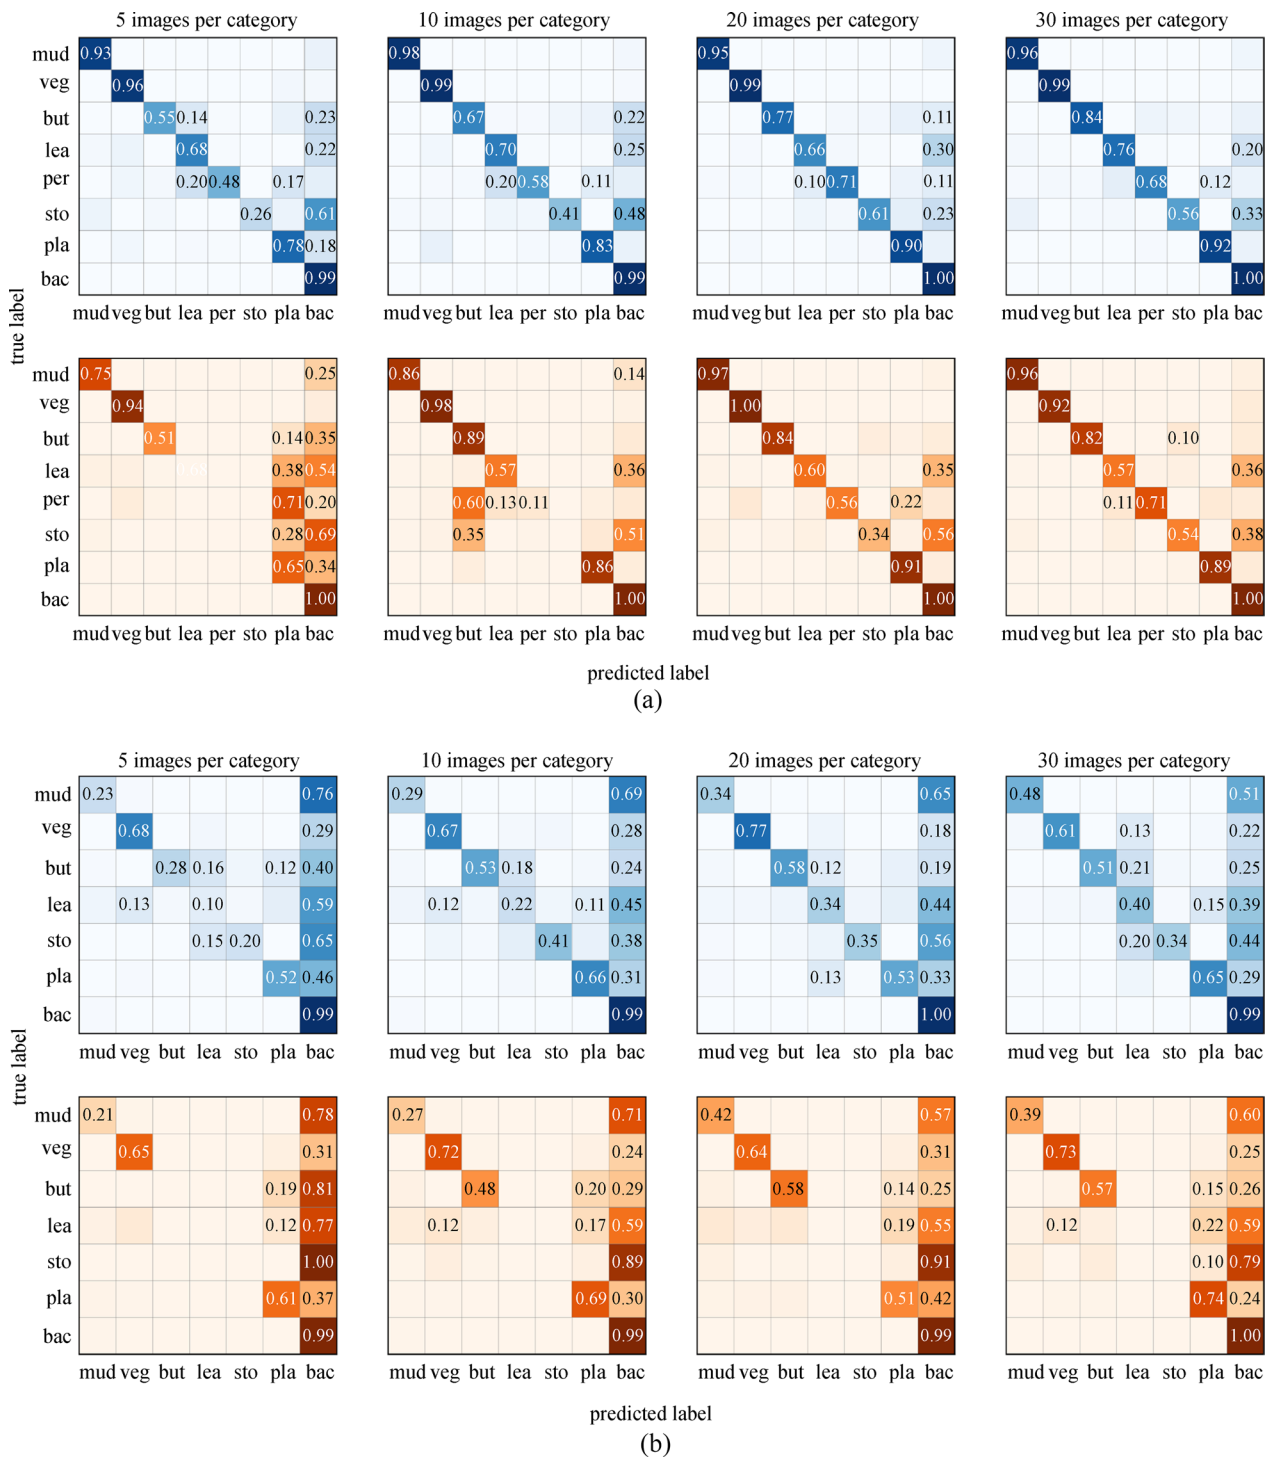 5 images per category 10 images per category 20 images per category 30 images per category
mud 0.93 0.98 0.95 0.96
veg 0.96 0.99 0.99 0.99
but 0.55 0.14 0.23 0.67 0.22 0.77 0.11 0.84
lea 0.68 0.22 0.70 0.25 0.66 0.30 0.76 0.20
per 0.20 0.48 0.17 0.20 0.58 0.11 0.10 0.71 0.11 0.68 0.12
sto 0.26 0.61 0.41 0.48 0.61 0.23 0.56 0.33
pla 0.78 0.18 0.83 0.90 0.92
bac 0.99 0.99 1.00 1.00
mud veg but lea per sto pla bac mud veg but lea per sto pla bac mud veg but lea per sto pla bac mud veg but lea per sto pla bac
true label
mud 0.75 0.25 0.86 0.14 0.97 0.96
veg 0.94 0.98 1.00 0.92
but 0.51 0.14 0.35 0.89 0.84 0.82 0.10
lea 0.38 0.54 0.57 0.36 0.60 0.35 0.57 0.36
per 0.71 0.20 0.60 0.13 0.11 0.56 0.22 0.11 0.71
sto 0.28 0.69 0.35 0.51 0.34 0.56 0.54 0.38
pla 0.65 0.34 0.86 0.91 0.89
bac 1.00 1.00 1.00 1.00
mud veg but lea per sto pla bac mud veg but lea per sto pla bac mud veg but lea per sto pla bac mud veg but lea per sto pla bac
predicted label
(a)
5 images per category 10 images per category 20 images per category 30 images per category
mud 0.23 0.76 0.29 0.69 0.34 0.65 0.48 0.51
veg 0.68 0.29 0.67 0.28 0.77 0.18 0.61 0.13 0.22
but 0.28 0.16 0.12 0.40 0.53 0.18 0.24 0.58 0.12 0.19 0.51 0.21 0.25
lea 0.13 0.10 0.59 0.12 0.22 0.11 0.45 0.34 0.44 0.40 0.15 0.39
sto 0.15 0.20 0.65 0.41 0.38 0.35 0.56 0.20 0.34 0.44
pla 0.52 0.46 0.66 0.31 0.13 0.53 0.33 0.65 0.29
bac 0.99 0.99 1.00 0.99
mud veg but lea sto pla bac mud veg but lea sto pla bac mud veg but lea sto pla bac mud veg but lea sto pla bac
true label
mud 0.21 0.78 0.27 0.71 0.42 0.57 0.39 0.60
veg 0.65 0.31 0.72 0.24 0.64 0.31 0.73 0.25
but 0.19 0.81 0.48 0.20 0.29 0.58 0.14 0.25 0.57 0.15 0.26
lea 0.12 0.77 0.12 0.17 0.59 0.19 0.55 0.12 0.22 0.59
sto 1.00 0.89 0.91 0.10 0.79
pla 0.61 0.37 0.69 0.30 0.51 0.42 0.74 0.24
bac 0.99 0.99 0.99 1.00
mud veg but lea sto pla bac mud veg but lea sto pla bac mud veg but lea sto pla bac mud veg but lea sto pla bac
predicted label
(b)